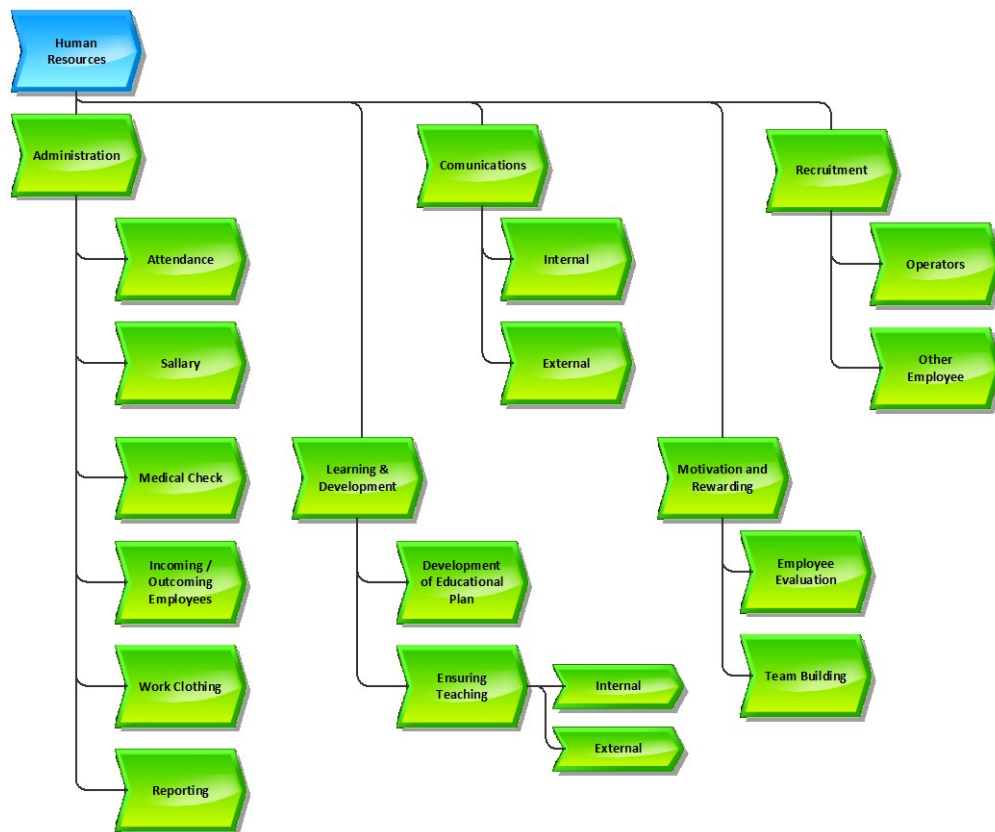 Human
Resources
Administration
Attendance
Sallary
Medical Check
Incoming /
Outcoming
Employees
Work Clothing
Reporting
Learning &
Development
Development
of Educational
Plan
Ensuring
Teaching
Internal
External
Comunications
Internal
External
Motivation and
Rewarding
Employee
Evaluation
Team Building
Recruitment
Operators
Other
Employee